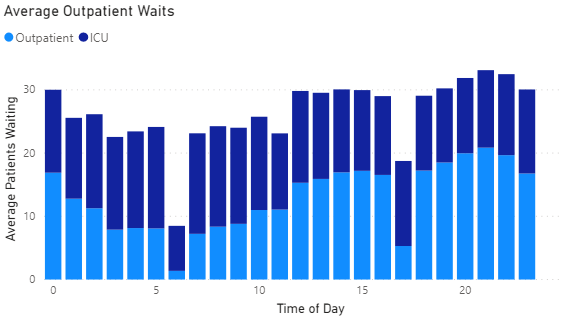 Average Outpatient Waits
Outpatient ICU
Average Patients Waiting
30
20
10
0
0 5 10 15 20
Time of Day